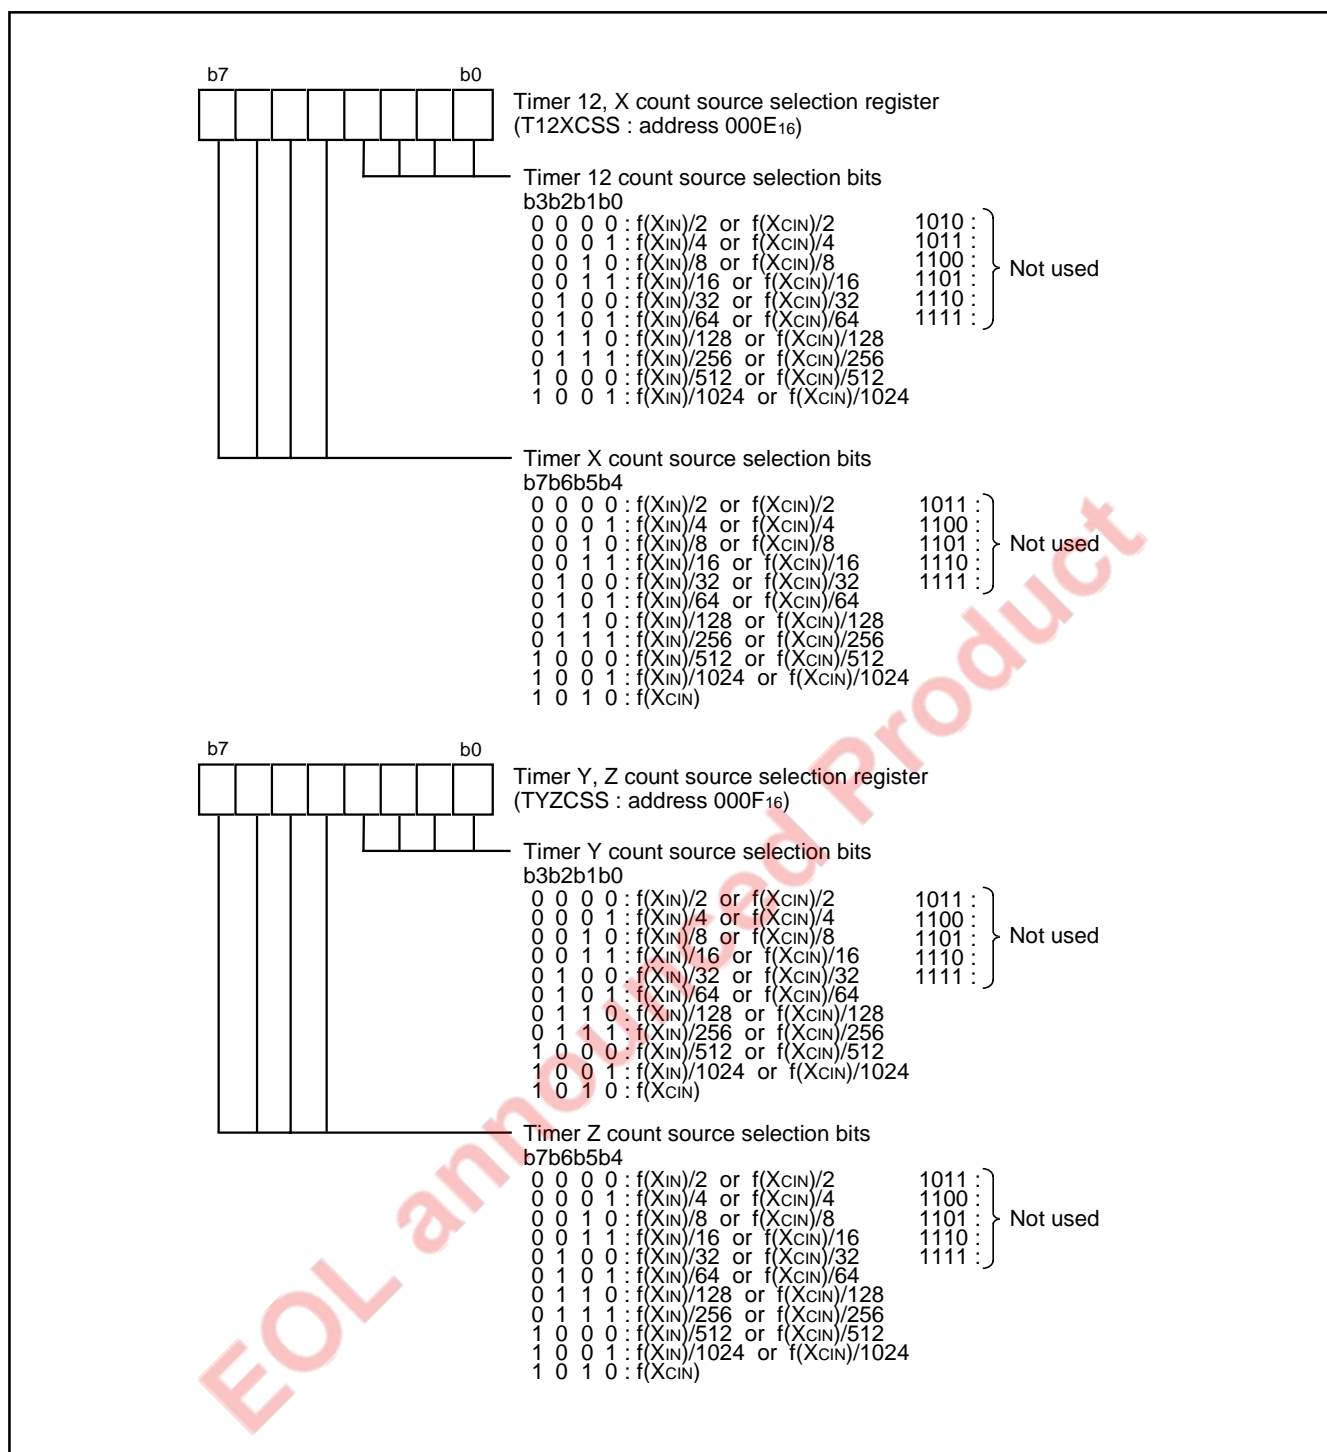 b7 b0
Timer 12, X count source selection register
(T12XCSS : address 000E16)
Timer 12 count source selection bits
b3b2b1b0
0 0 0 0 : f(XIN)/2 or f(XCIN)/2 1010 :
0 0 0 1 : f(XIN)/4 or f(XCIN)/4 1011 :
0 0 1 0 : f(XIN)/8 or f(XCIN)/8 1100 : Not used
0 0 1 1 : f(XIN)/16 or f(XCIN)/16 1101 :
0 1 0 0 : f(XIN)/32 or f(XCIN)/32 1110 :
0 1 0 1 : f(XIN)/64 or f(XCIN)/64 1111 :
0 1 1 0 : f(XIN)/128 or f(XCIN)/128
0 1 1 1 : f(XIN)/256 or f(XCIN)/256
1 0 0 0 : f(XIN)/512 or f(XCIN)/512
1 0 0 1 : f(XIN)/1024 or f(XCIN)/1024
Timer X count source selection bits
b7b6b5b4
0 0 0 0 : f(XIN)/2 or f(XCIN)/2 1011 :
0 0 0 1 : f(XIN)/4 or f(XCIN)/4 1100 :
0 0 1 0 : f(XIN)/8 or f(XCIN)/8 1101 : Not used
0 0 1 1 : f(XIN)/16 or f(XCIN)/16 1110 :
0 1 0 0 : f(XIN)/32 or f(XCIN)/32 1111 :
0 1 0 1 : f(XIN)/64 or f(XCIN)/64
0 1 1 0 : f(XIN)/128 or f(XCIN)/128
0 1 1 1 : f(XIN)/256 or f(XCIN)/256
1 0 0 0 : f(XIN)/512 or f(XCIN)/512
1 0 0 1 : f(XIN)/1024 or f(XCIN)/1024
1 0 1 0 : f(XCIN)
b7 b0
Timer Y, Z count source selection register
(TYZCSS : address 000F16)
Timer Y count source selection bits
b3b2b1b0
0 0 0 0 : f(XIN)/2 or f(XCIN)/2 1011 :
0 0 0 1 : f(XIN)/4 or f(XCIN)/4 1100 :
0 0 1 0 : f(XIN)/8 or f(XCIN)/8 1101 : Not used
0 0 1 1 : f(XIN)/16 or f(XCIN)/16 1110 :
0 1 0 0 : f(XIN)/32 or f(XCIN)/32 1111 :
0 1 0 1 : f(XIN)/64 or f(XCIN)/64
0 1 1 0 : f(XIN)/128 or f(XCIN)/128
0 1 1 1 : f(XIN)/256 or f(XCIN)/256
1 0 0 0 : f(XIN)/512 or f(XCIN)/512
1 0 0 1 : f(XIN)/1024 or f(XCIN)/1024
1 0 1 0 : f(XCIN)
Timer Z count source selection bits
b7b6b5b4
0 0 0 0 : f(XIN)/2 or f(XCIN)/2 1011 :
0 0 0 1 : f(XIN)/4 or f(XCIN)/4 1100 :
0 0 1 0 : f(XIN)/8 or f(XCIN)/8 1101 : Not used
0 0 1 1 : f(XIN)/16 or f(XCIN)/16 1110 :
0 1 0 0 : f(XIN)/32 or f(XCIN)/32 1111 :
0 1 0 1 : f(XIN)/64 or f(XCIN)/64
0 1 1 0 : f(XIN)/128 or f(XCIN)/128
0 1 1 1 : f(XIN)/256 or f(XCIN)/256
1 0 0 0 : f(XIN)/512 or f(XCIN)/512
1 0 0 1 : f(XIN)/1024 or f(XCIN)/1024
1 0 1 0 : f(XCIN)
EOL announced Product